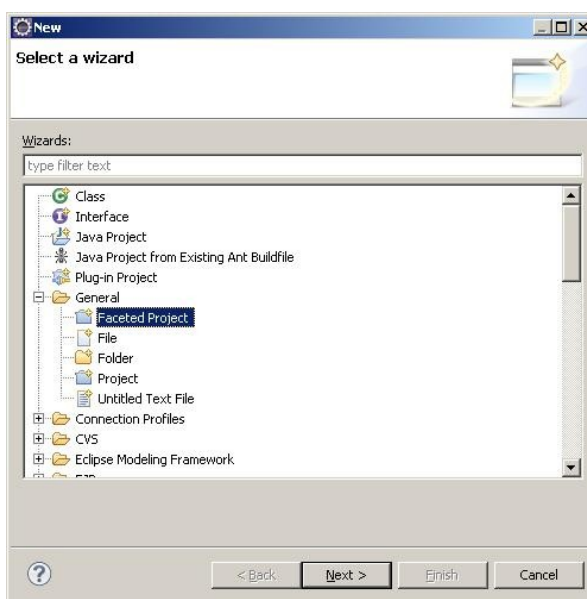 New
Select a wizard
Wizards:
type filter text
Class
Interface
Java Project
Java Project from Existing Ant Buildfile
Plug-in Project
General
Faceted Project
File
Folder
Project
Untitled Text File
Connection Profiles
CVS
Eclipse Modeling Framework
< Back Next > Finish Cancel